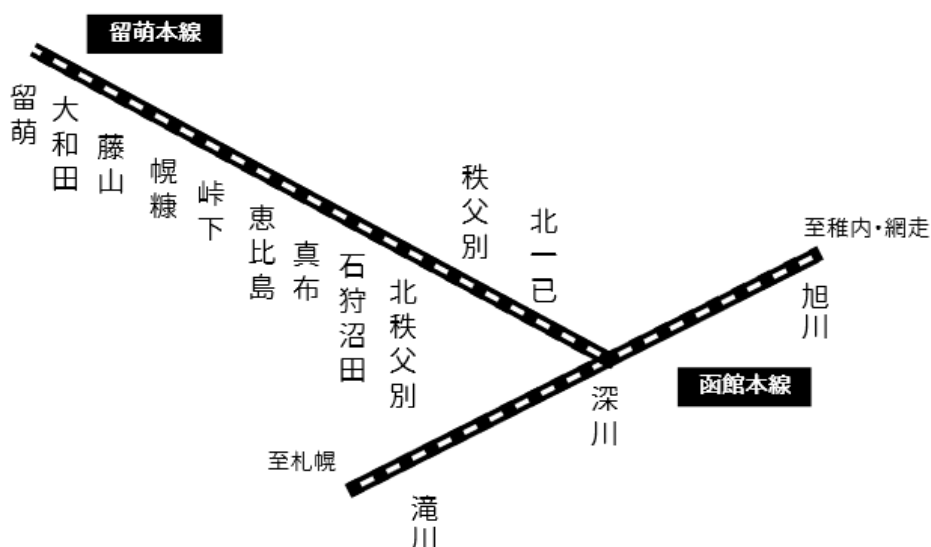 留萌本線
留萌
大和田
藤山
幌糠
峠下
恵比島
真布
石狩沼田
北秩父別
秩父別
北一已
深川
至稚内・網走
旭川
函館本線
至札幌
滝川